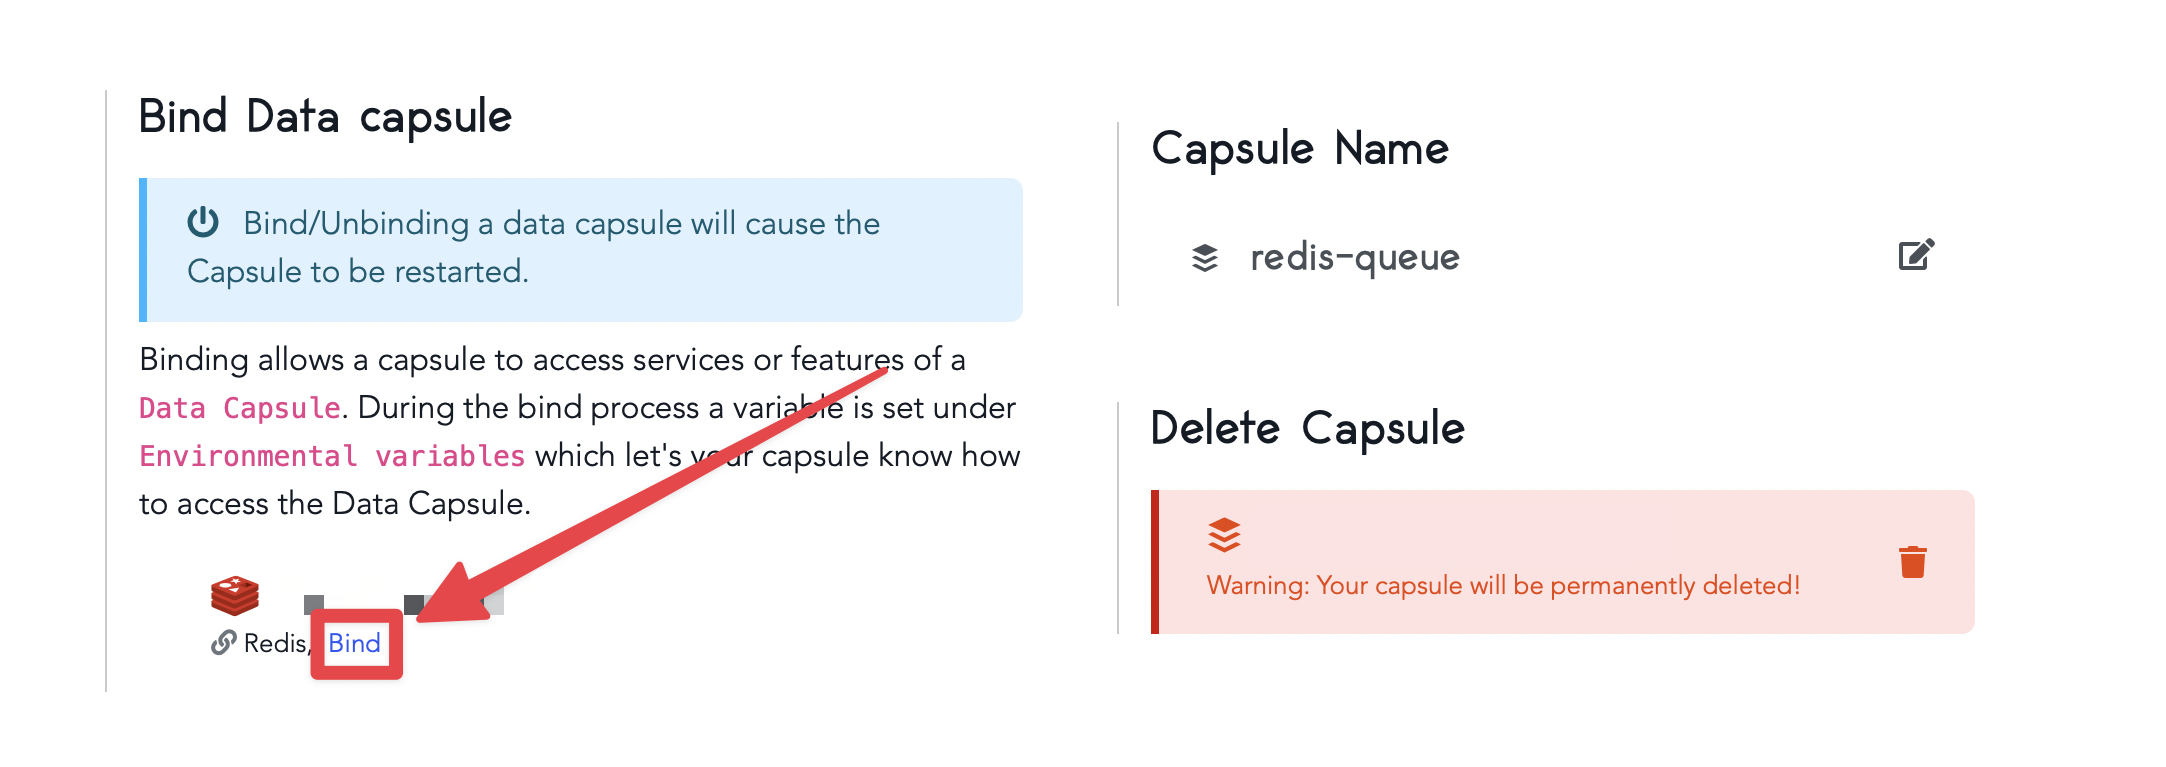 Bind Data capsule
Bind/Unbinding a data capsule will cause the
Capsule to be restarted.
Binding allows a capsule to access services or features of a
Data Capsule. During the bind process a variable is set under
Environmental variables which let's your capsule know how
to access the Data Capsule.
Redis, Bind
Capsule Name
redis-queue
Delete Capsule
Warning: Your capsule will be permanently deleted!